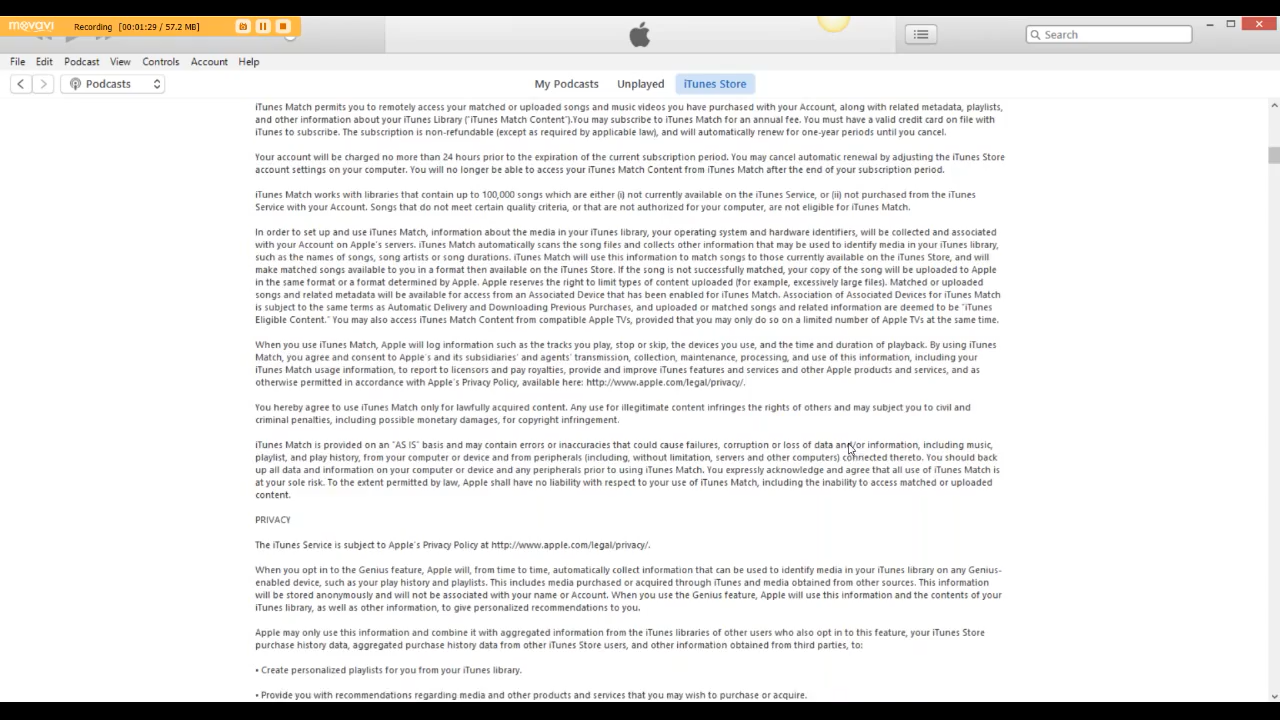 movavi Recording [00:01:29 / 57.2 MB]
Search
File Edit Podcast View Controls Account Help
Podcasts My Podcasts Unplayed iTunes Store
iTunes Match permits you to remotely access your matched or uploaded songs and music videos you have purchased with your Account, along with related metadata, playlists,
and other information about your iTunes Library ("iTunes Match Content").You may subscribe to iTunes Match for an annual fee. You must have a valid credit card on file with
iTunes to subscribe. The subscription is non-refundable (except as required by applicable law), and will automatically renew for one-year periods until you cancel.
Your account will be charged no more than 24 hours prior to the expiration of the current subscription period. You may cancel automatic renewal by adjusting the iTunes Store
account settings on your computer. You will no longer be able to access your iTunes Match Content from iTunes Match after the end of your subscription period.
iTunes Match works with libraries that contain up to 100,000 songs which are either (i) not currently available on the iTunes Service, or (ii) not purchased from the iTunes
Service with your Account. Songs that do not meet certain quality criteria, or that are not authorized for your computer, are not eligible for iTunes Match.
In order to set up and use iTunes Match, information about the media in your iTunes library, your operating system and hardware identifiers, will be collected and associated
with your Account on Apple's servers. iTunes Match automatically scans the song files and collects other information that may be used to identify media in your iTunes library,
such as the names of songs, song artists or song durations. iTunes Match will use this information to match songs to those currently available on the iTunes Store, and will
make matched songs available to you in a format then available on the iTunes Store. If the song is not successfully matched, your copy of the song will be uploaded to Apple
in the same format or a format determined by Apple. Apple reserves the right to limit types of content uploaded (for example, excessively large files). Matched or uploaded
songs and related metadata will be available for access from an Associated Device that has been enabled for iTunes Match. Association of Associated Devices for iTunes Match
is subject to the same terms as Automatic Delivery and Downloading Previous Purchases, and uploaded or matched songs and related information are deemed to be "iTunes
Eligible Content." You may also access iTunes Match Content from compatible Apple TVs, provided that you may only do so on a limited number of Apple TVs at the same time.
When you use iTunes Match, Apple will log information such as the tracks you play, stop or skip, the devices you use, and the time and duration of playback. By using iTunes
Match, you agree and consent to Apple's and its subsidiaries' and agents' transmission, collection, maintenance, processing, and use of this information, including your
iTunes Match usage information, to report to licensors and pay royalties, provide and improve iTunes features and services and other Apple products and services, and as
otherwise permitted in accordance with Apple's Privacy Policy, available here: http://www.apple.com/legal/privacy/.
You hereby agree to use iTunes Match only for lawfully acquired content. Any use for illegitimate content infringes the rights of others and may subject you to civil and
criminal penalties, including possible monetary damages, for copyright infringement.
iTunes Match is provided on an "AS IS" basis and may contain errors or inaccuracies that could cause failures, corruption or loss of data and/or information, including music,
playlist, and play history, from your computer or device and from peripherals (including, without limitation, servers and other computers) connected thereto. You should back
up all data and information on your computer or device and any peripherals prior to using iTunes Match. You expressly acknowledge and agree that all use of iTunes Match is
at your sole risk. To the extent permitted by law, Apple shall have no liability with respect to your use of iTunes Match, including the inability to access matched or uploaded
content.
PRIVACY
The iTunes Service is subject to Apple's Privacy Policy at http://www.apple.com/legal/privacy/.
When you opt in to the Genius feature, Apple will, from time to time, automatically collect information that can be used to identify media in your iTunes library on any Genius-
enabled device, such as your play history and playlists. This includes media purchased or acquired through iTunes and media obtained from other sources. This information
will be stored anonymously and will not be associated with your name or Account. When you use the Genius feature, Apple will use this information and the contents of your
iTunes library, as well as other information, to give personalized recommendations to you.
Apple may only use this information and combine it with aggregated information from the iTunes libraries of other users who also opt in to this feature, your iTunes Store
purchase history data, aggregated purchase history data from other iTunes Store users, and other information obtained from third parties, to:
• Create personalized playlists for you from your iTunes library.
• Provide you with recommendations regarding media and other products and services that you may wish to purchase or acquire.